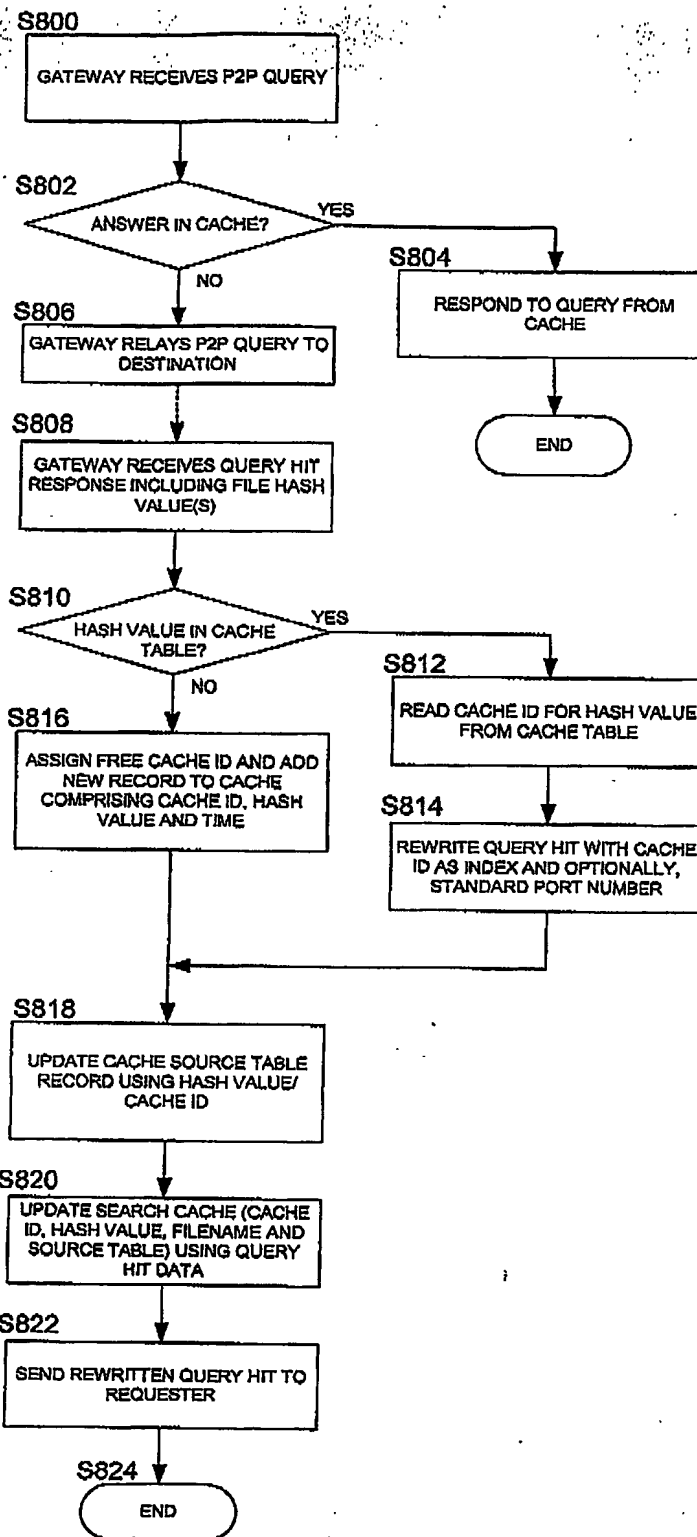 S800
GATEWAY RECEIVES P2P QUERY
S802
ANSWER IN CACHE?
YES
NO
S804
RESPOND TO QUERY FROM
CACHE
END
S806
GATEWAY RELAYS P2P QUERY TO
DESTINATION
S808
GATEWAY RECEIVES QUERY HIT
RESPONSE INCLUDING FILE HASH
VALUE(S)
S810
HASH VALUE IN CACHE
TABLE?
YES
NO
S812
READ CACHE ID FOR HASH VALUE
FROM CACHE TABLE
S814
REWRITE QUERY HIT WITH CACHE
ID AS INDEX AND OPTIONALLY,
STANDARD PORT NUMBER
S816
ASSIGN FREE CACHE ID AND ADD
NEW RECORD TO CACHE
COMPRISING CACHE ID, HASH
VALUE AND TIME
S818
UPDATE CACHE SOURCE TABLE
RECORD USING HASH VALUE/
CACHE ID
S820
UPDATE SEARCH CACHE (CACHE
ID, HASH VALUE, FILENAME AND
SOURCE TABLE) USING QUERY
HIT DATA
S822
SEND REWRITTEN QUERY HIT TO
REQUESTER
S824
END